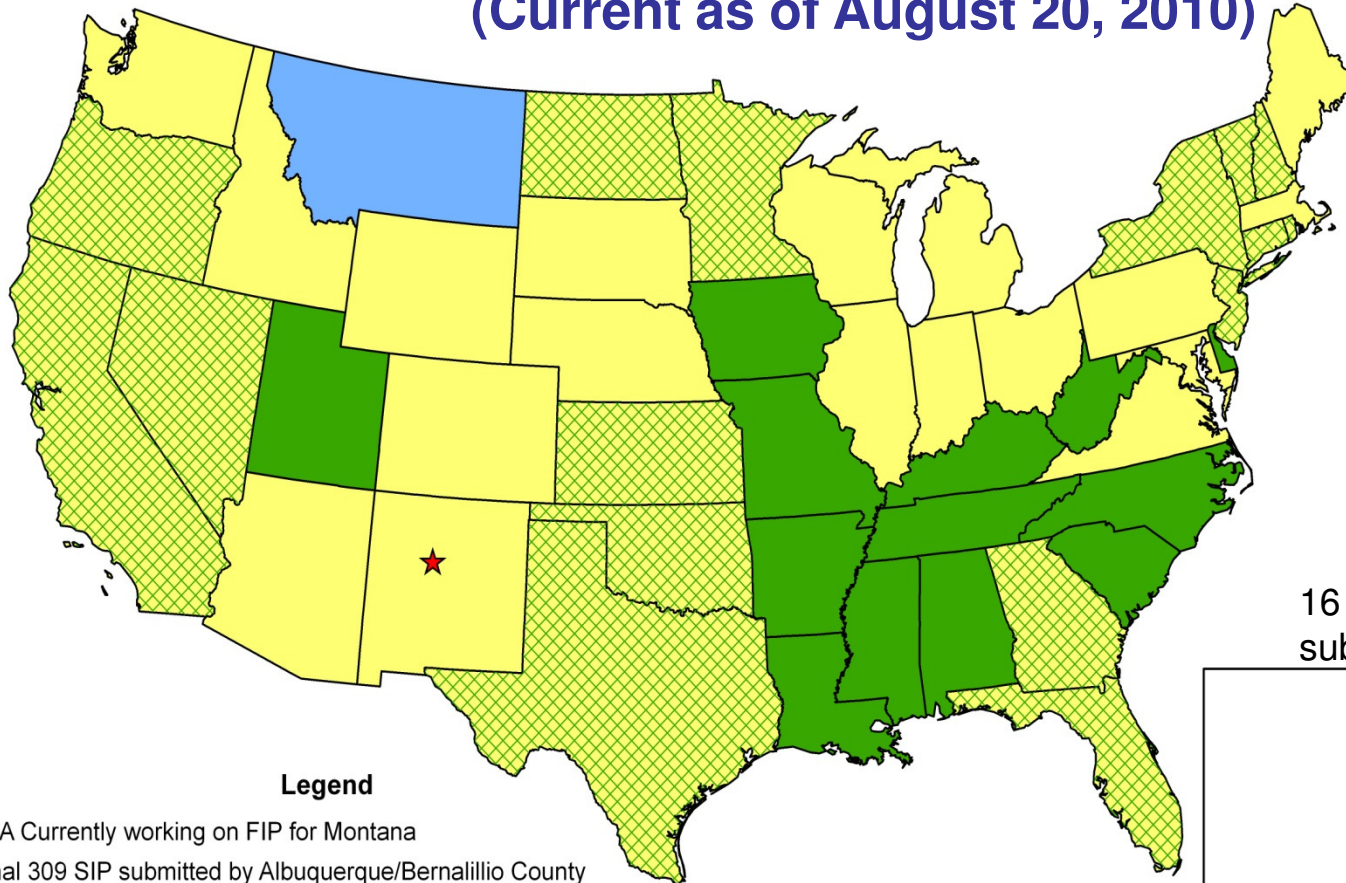 (Current as of August 20, 2010)
16
sub
Legend
A Currently working on FIP for Montana
al 309 SIP submitted by Albuquerque/Bernalillio County